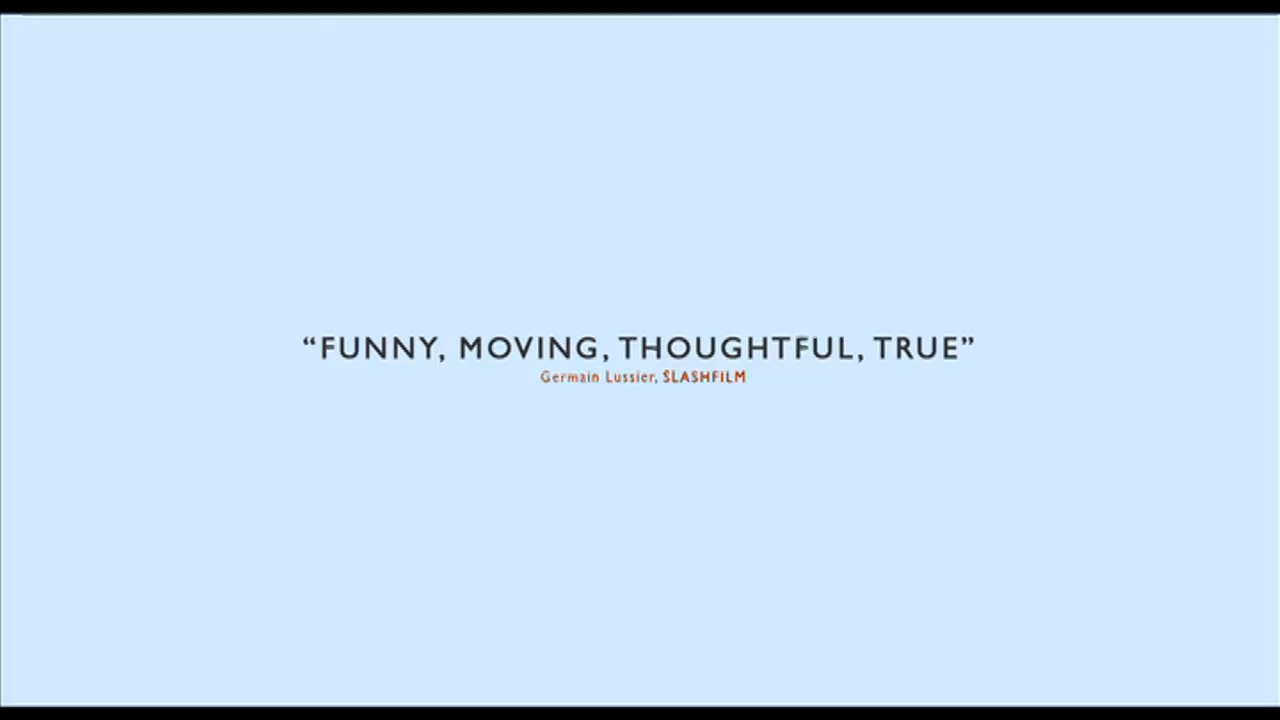 “FUNNY, MOVING, THOUGHTFUL, TRUE”
Germain Lussier, SLASHFILM